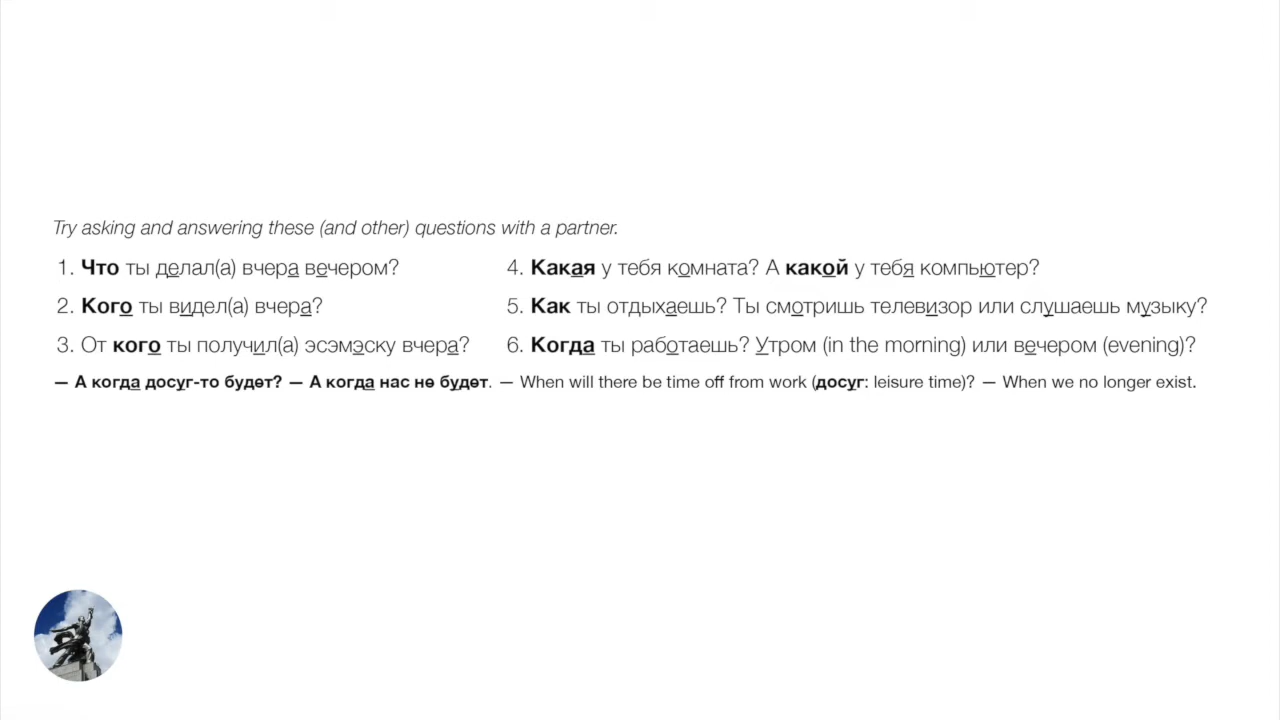 Try asking and answering these (and other) questions with a partner.
1. Что ты делал(а) вчера вечером?
2. Кого ты видел(а) вчера?
3. От кого ты получил(а) эсэмэску вчера?
4. Какая у тебя комната? А какой у тебя компьютер?
5. Как ты отдыхаешь? Ты смотришь телевизор или слушаешь музыку?
6. Когда ты работаешь? Утром (in the morning) или вечером (evening)?
— А когда досуг-то будет? — А когда нас не будет. — When will there be time off from work (досуг: leisure time)? — When we no longer exist.